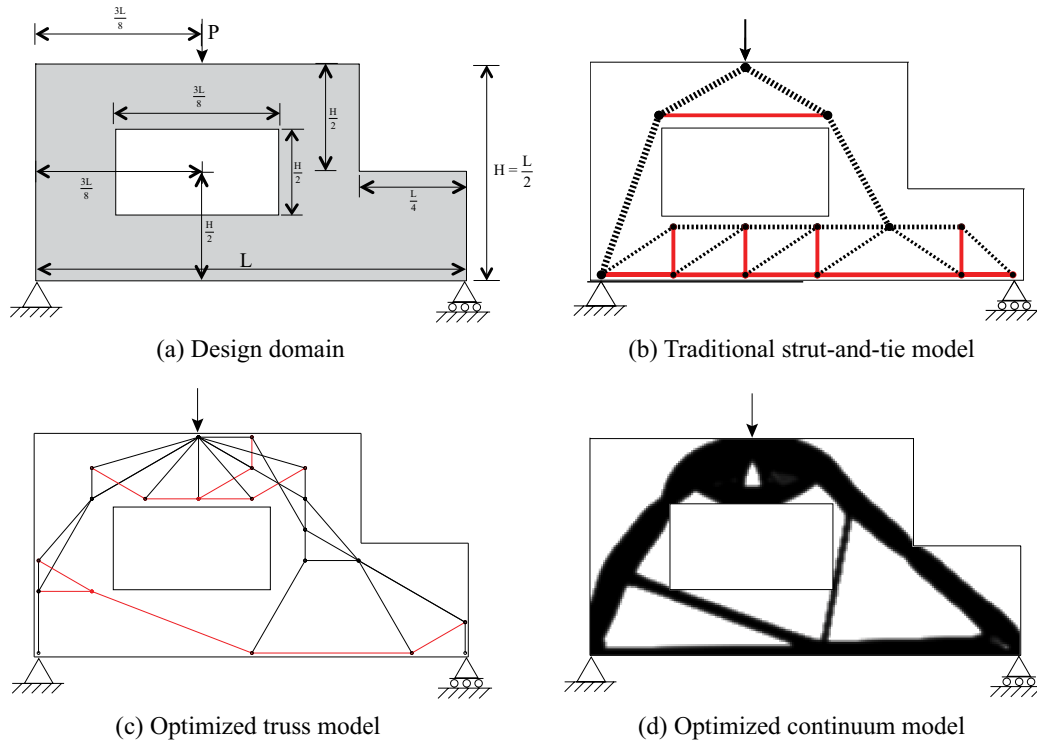 3L/8
P
3L/8
H/2
3L/8
H/2
H = L/2
L/4
H/2
L
(a) Design domain
(b) Traditional strut-and-tie model
(c) Optimized truss model
(d) Optimized continuum model